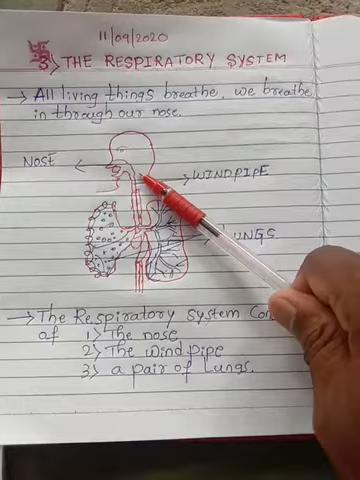 11/09/2020
3) THE RESPIRATORY SYSTEM
→ All living things breathe, we breathe
in through our nose.
NOSE
WINDPIPE
LUNGS
→ The Respiratory System
of 1) The nose
2) The windpipe
3) a pair of Lungs.